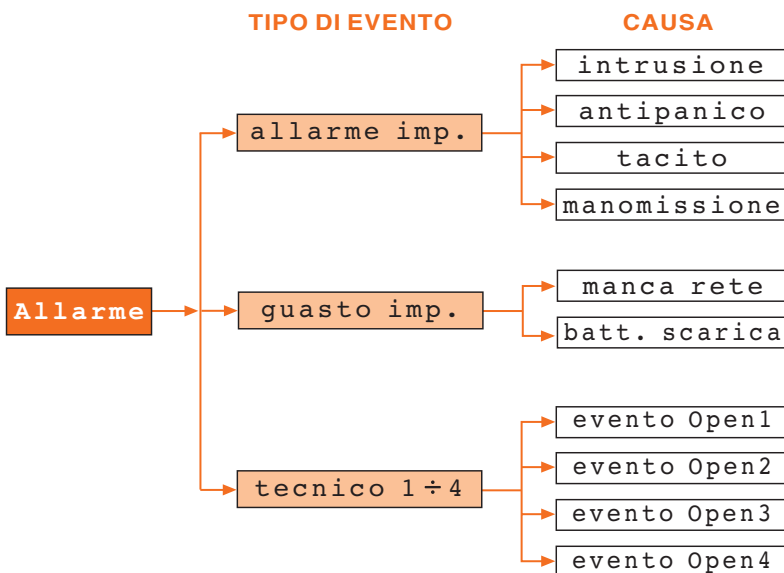 TIPO DI EVENTO
CAUSA
Allarme
allarme imp.
intrusione
antipanico
tacito
manomissione
guasto imp.
manca rete
batt. scarica
tecnico 1÷4
evento Open1
evento Open2
evento Open3
evento Open4